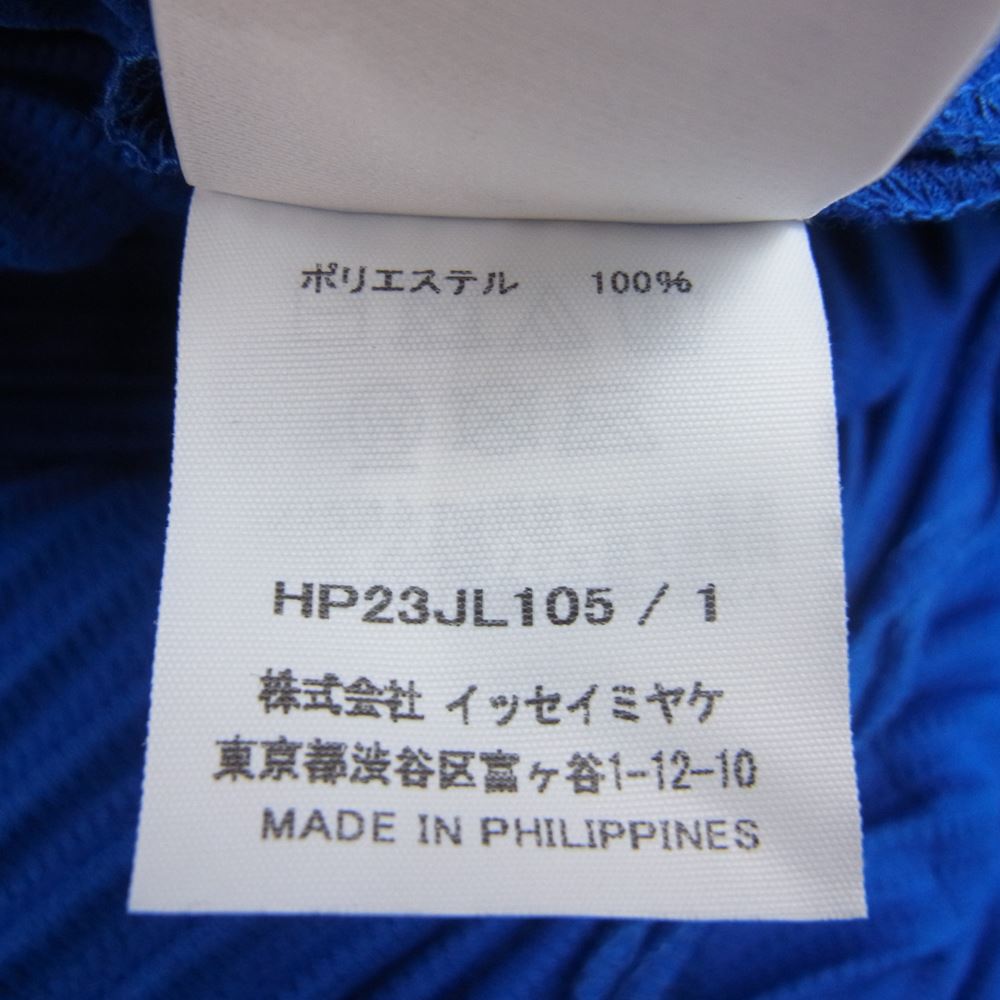 ポリエステル 100%
HP23JL105 / 1
株式会社 イッセイミヤケ
東京都渋谷区富ヶ谷1-12-10
MADE IN PHILIPPINES